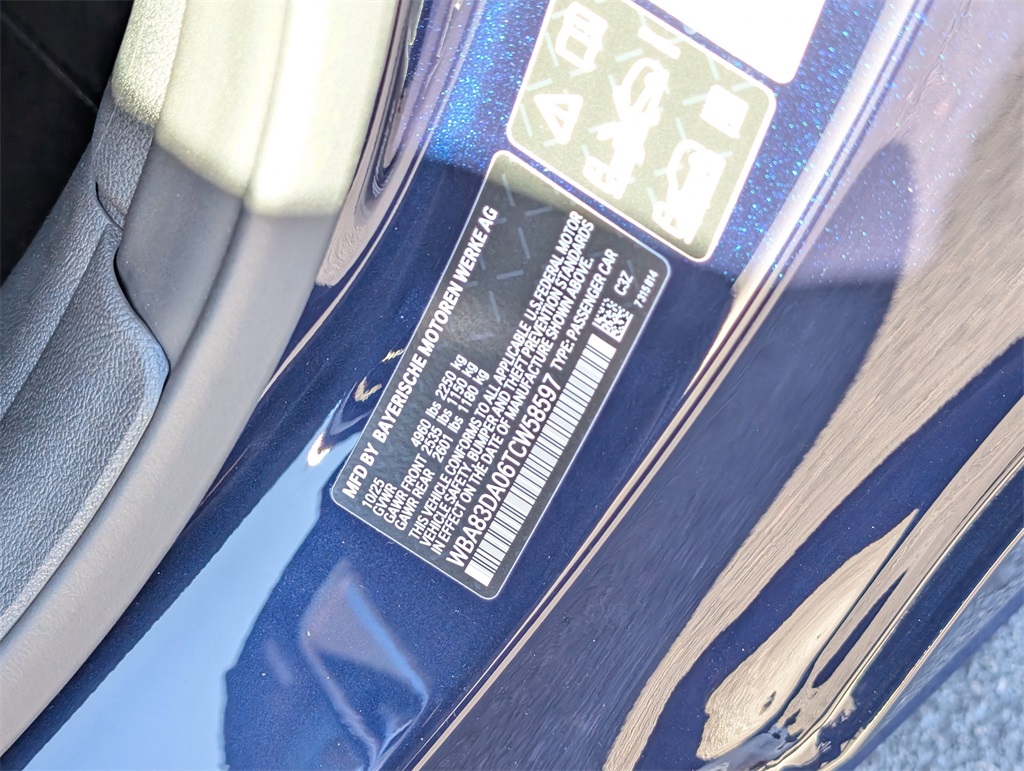 MFD BY BAYERISCHE MOTOREN WERKE AG
10/25
GVWR 4960 lbs 2250 kg
GAWR FRONT 2535 lbs 1150 kg
GAWR REAR 2601 lbs 1180 kg
THIS VEHICLE CONFORMS TO ALL APPLICABLE U.S.FEDERAL MOTOR
VEHICLE SAFETY, BUMPER AND THEFT PREVENTION STANDARDS
IN EFFECT ON THE DATE OF MANUFACTURE SHOWN ABOVE
WBA83DA06TCW58597 TYPE: PASSENGER CAR
C3Z